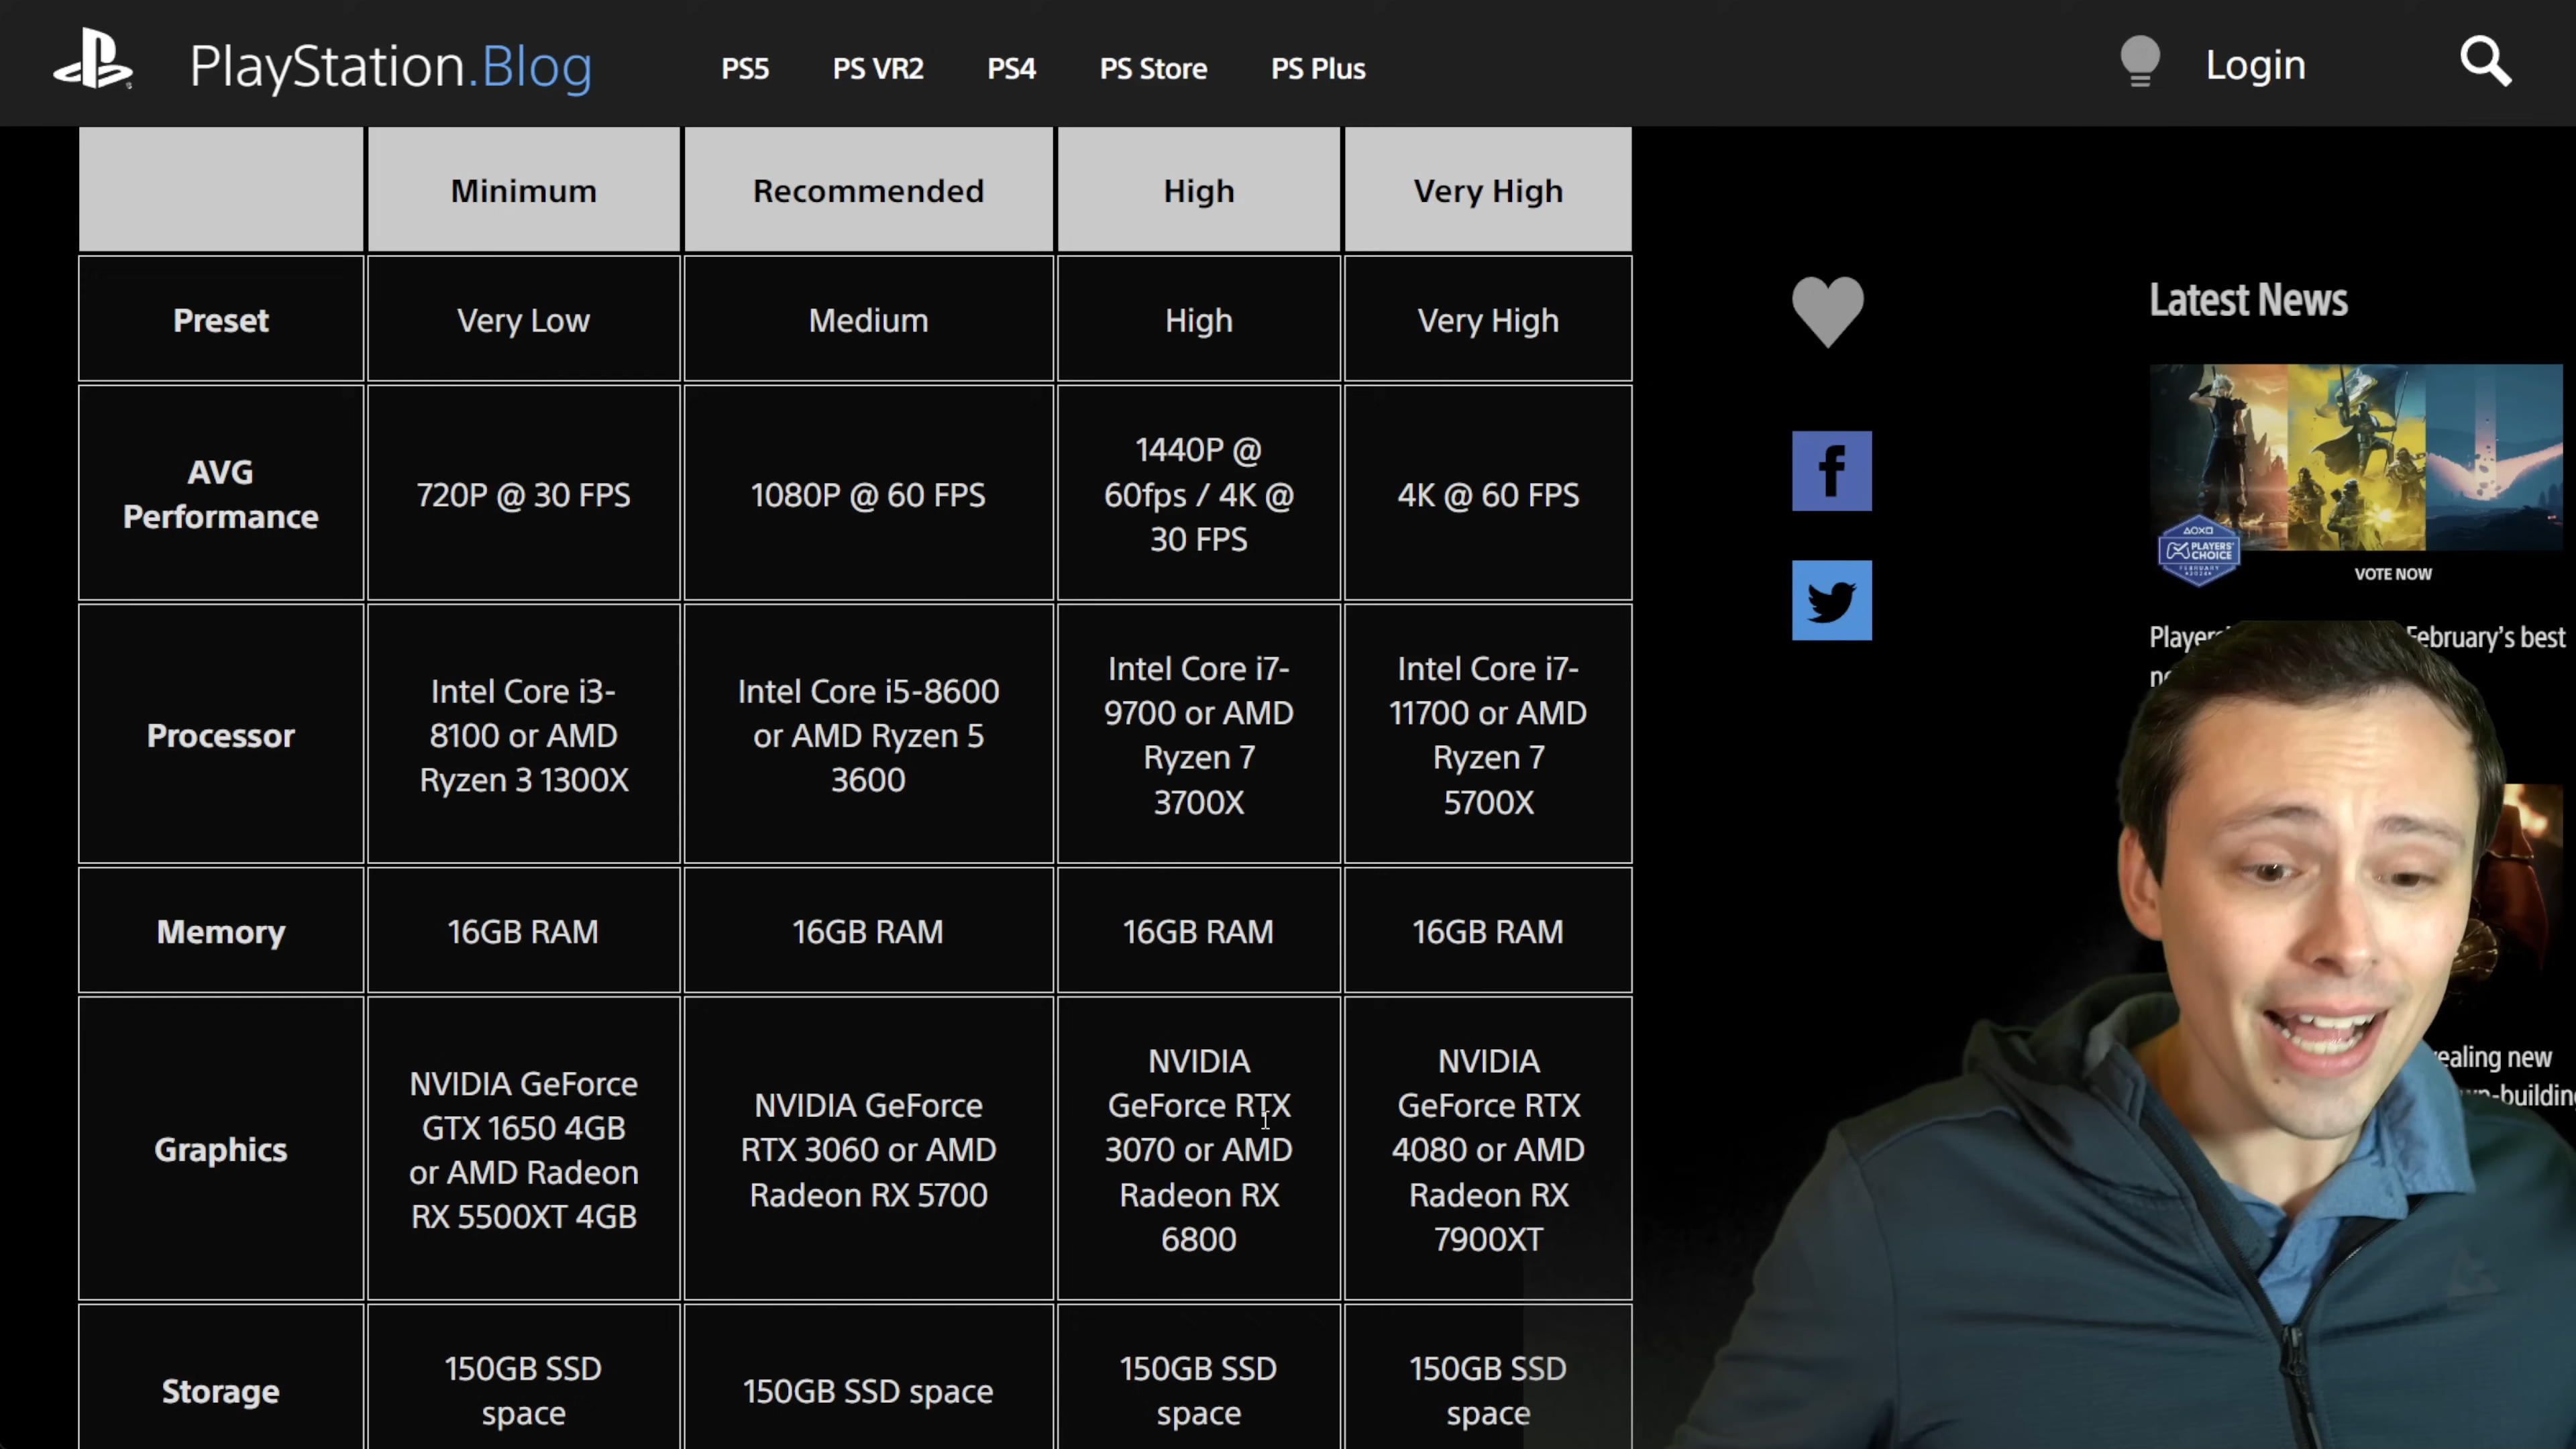 PlayStation.Blog
PS5
PS VR2
PS4
PS Store
PS Plus
Login
Minimum
Recommended
High
Very High
Preset
Very Low
Medium
High
Very High
AVG
Performance
720P @ 30 FPS
1080P @ 60 FPS
1440P @
60fps / 4K @
30 FPS
4K @ 60 FPS
Processor
Intel Core i3-
8100 or AMD
Ryzen 3 1300X
Intel Core i5-8600
or AMD Ryzen 5
3600
Intel Core i7-
9700 or AMD
Ryzen 7
3700X
Intel Core i7-
11700 or AMD
Ryzen 7
5700X
Memory
16GB RAM
16GB RAM
16GB RAM
16GB RAM
Graphics
NVIDIA GeForce
GTX 1650 4GB
or AMD Radeon
RX 5500XT 4GB
NVIDIA GeForce
RTX 3060 or AMD
Radeon RX 5700
NVIDIA
GeForce RTX
3070 or AMD
Radeon RX
6800
NVIDIA
GeForce RTX
4080 or AMD
Radeon RX
7900XT
Storage
150GB SSD
space
150GB SSD space
150GB SSD
space
150GB SSD
space
Latest News
PLAYERS'
CHOICE
FEBRUARY
VOTE NOW
February's best
new